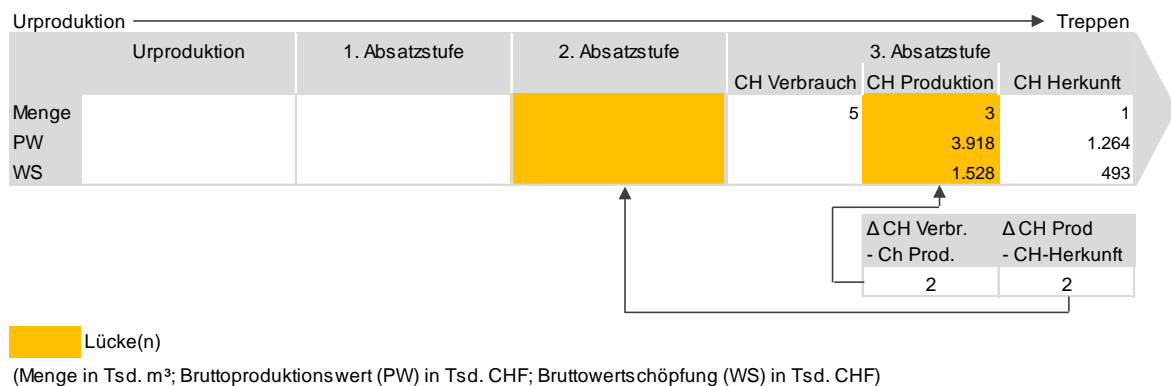 Urproduktion Treppen
Urproduktion 1. Absatzstufe 2. Absatzstufe 3. Absatzstufe
CH Verbrauch CH Produktion CH Herkunft
Menge 5 3 1
PW 3.918 1.264
WS 1.528 493
Δ CH Verbr. Δ CH Prod
- Ch Prod. - CH-Herkunft
2 2
Lücke(n)
(Menge in Tsd. m³; Bruttoproduktionswert (PW) in Tsd. CHF; Bruttowertschöpfung (WS) in Tsd. CHF)